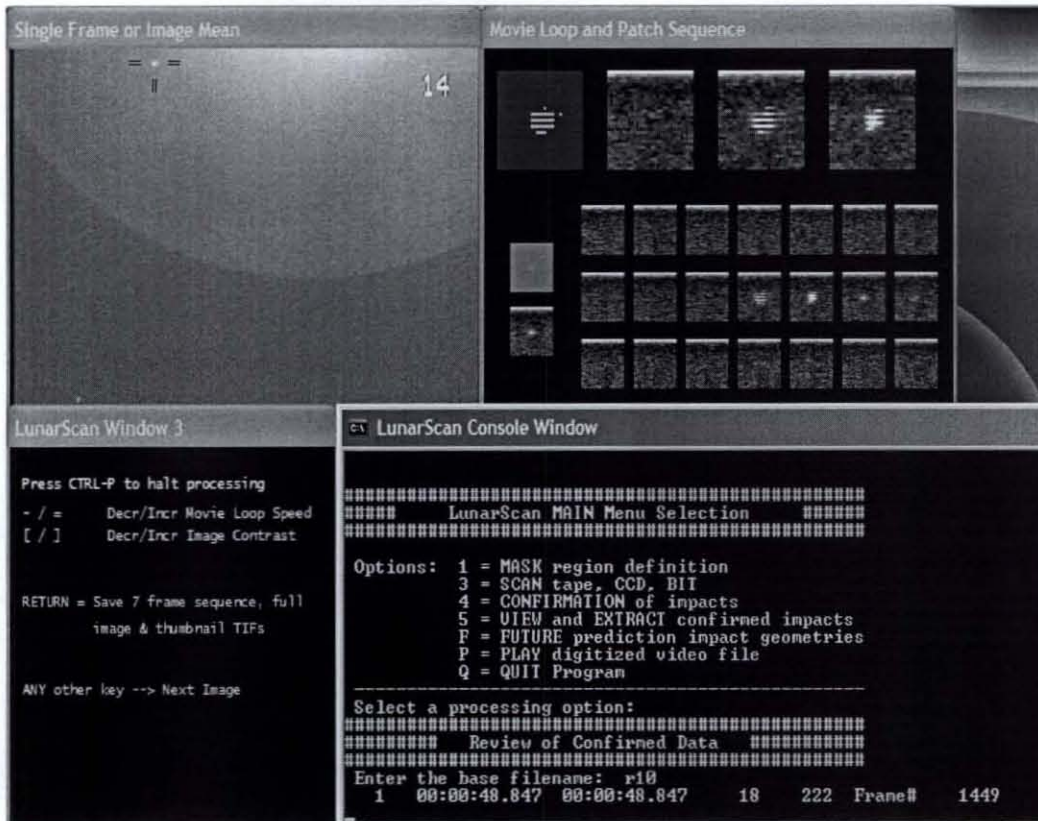 Single Frame or Image Mean
Movie Loop and Patch Sequence
14
LunarScan Window 3
Press CTRL-P to halt processing
- / = Decr/Incr Movie Loop Speed
[ / ] Decr/Incr Image Contrast
RETURN = Save 7 frame sequence, full
image & thumbnail TIFs
ANY other key --> Next Image
C:\ LunarScan Console Window
########################################################
##### LunarScan MAIN Menu Selection ######
########################################################
Options: 1 = MASK region definition
3 = SCAN tape, CCD, BIT
4 = CONFIRMATION of impacts
5 = VIEW and EXTRACT confirmed impacts
F = FUTURE prediction impact geometries
P = PLAY digitized video file
Q = QUIT Program
-------------------------------------------------------
Select a processing option:
########################################################
########## Review of Confirmed Data ############
########################################################
Enter the base filename: r10
1 00:00:48.847 00:00:48.847 18 222 Frame# 1449